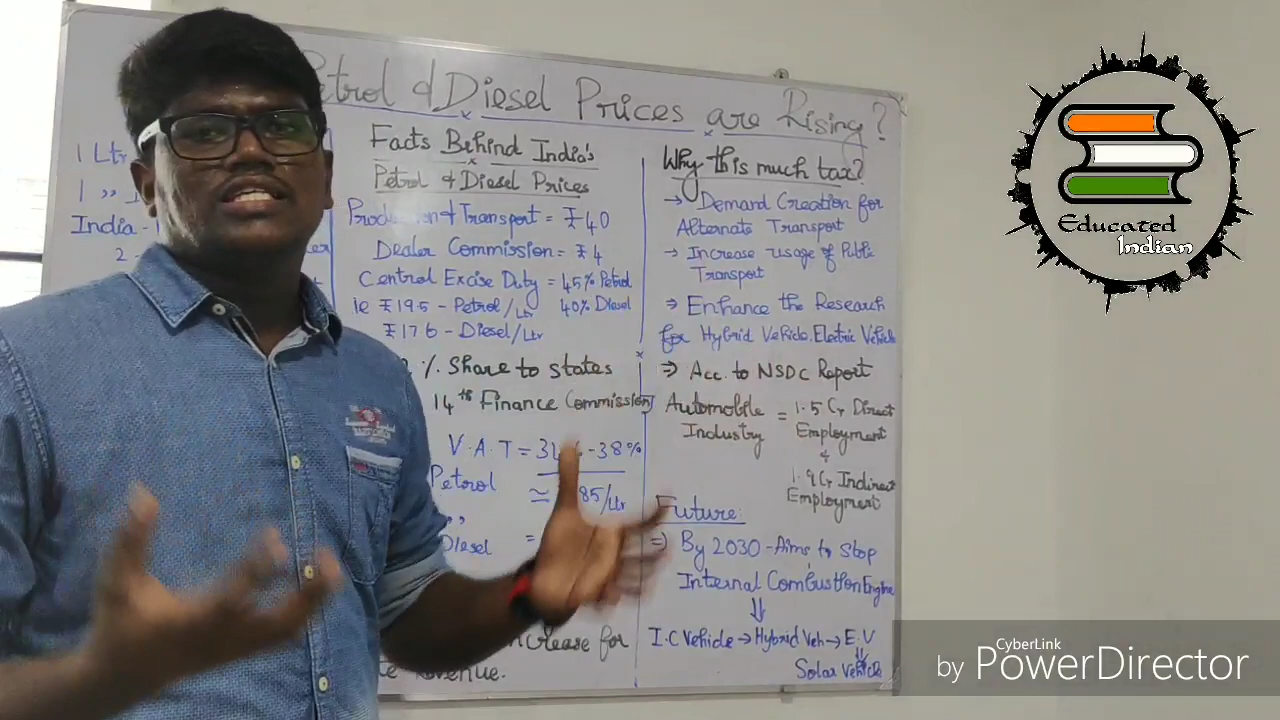 Petrol & Diesel Prices are Rising?
1 Ltr
1 ,,
India -
2 -
Facts Behind India's
Petrol & Diesel Prices
Production & Transport = ₹40
Dealer Commission = ₹4
Central Excise Duty = 45% Petrol
ie ₹19.5 - Petrol/Ltr 40% Diesel
₹17.6 - Diesel/Ltr
% Share to states
14th Finance Commission
V.A.T = - 38%
Petrol ≃ 85/Ltr
,,
Diesel =
for
Revenue.
Why this much tax?
→ Demand Creation for
Alternate Transport
→ Increase usage of Public
Transport
⇒ Enhance the Research
for Hybrid Vehicle, Electric Vehicle
⇒ Acc. to NSDC Report
Automobile Industry = 1.5 Cr Direct
Employment
&
1.9 Cr Indirect
Employment
Future:
⇒ By 2030 - Aims to Stop
Internal Combustion Engine
⇓
I.C Vehicle → Hybrid Veh → E.V
⇓
Solar Vehicle
Educated
Indian
CyberLink
by PowerDirector